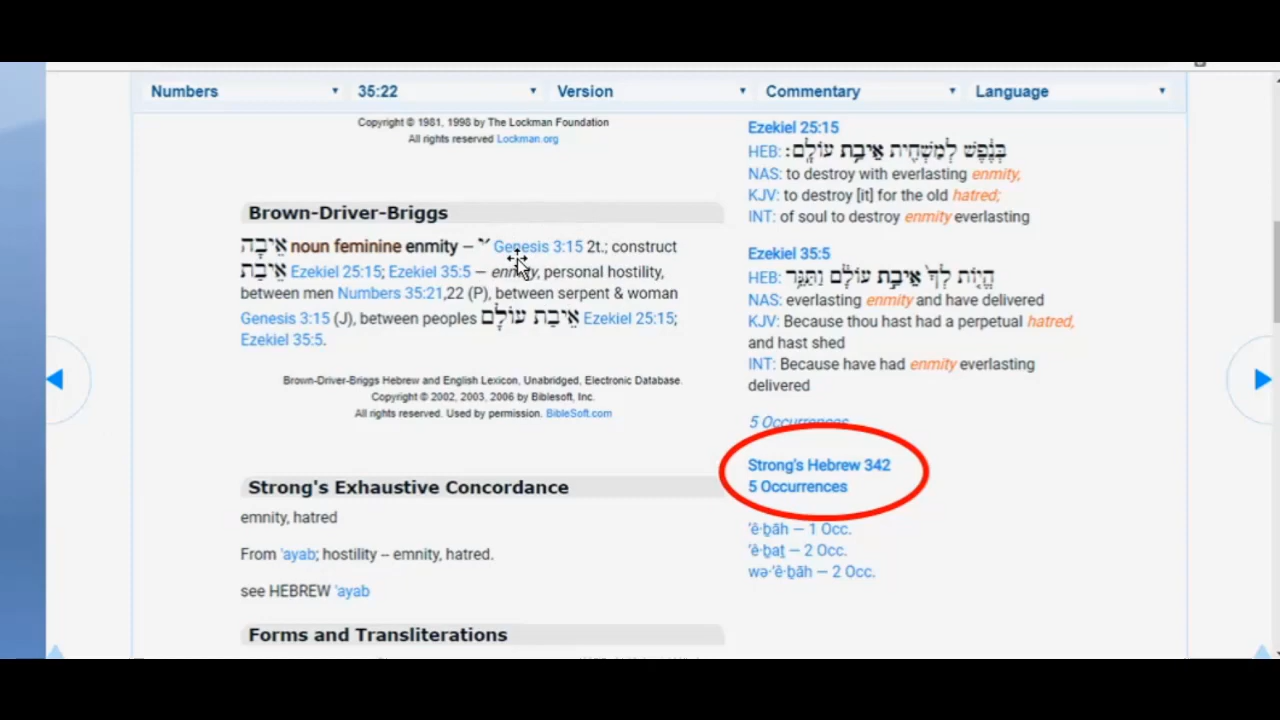 Numbers 35:22 Version Commentary Language
Copyright © 1981, 1998 by The Lockman Foundation
All rights reserved Lockman.org
Brown-Driver-Briggs
אֵיבָה noun feminine enmity — Genesis 3:15 2t.; construct
אֵיבַת Ezekiel 25:15; Ezekiel 35:5 — enmity, personal hostility,
between men Numbers 35:21,22 (P), between serpent & woman
Genesis 3:15 (J), between peoples אֵיבַת עוֺלָם Ezekiel 25:15;
Ezekiel 35:5.
Brown-Driver-Briggs Hebrew and English Lexicon, Unabridged, Electronic Database.
Copyright © 2002, 2003, 2006 by Biblesoft, Inc.
All rights reserved. Used by permission. BibleSoft.com
Strong's Exhaustive Concordance
emnity, hatred
From 'ayab; hostility -- emnity, hatred.
see HEBREW 'ayab
Forms and Transliterations
Ezekiel 25:15
HEB: בְּנֶ֔פֶשׁ לְמַשְׁחִ֖ית אֵיבַ֥ת עוֹלָֽם׃
NAS: to destroy with everlasting enmity,
KJV: to destroy [it] for the old hatred;
INT: of soul to destroy enmity everlasting
Ezekiel 35:5
HEB: הֱי֤וֹת לְךָ֙ אֵיבַ֣ת עוֹלָ֔ם וַתַּגֵּ֥ר
NAS: everlasting enmity and have delivered
KJV: Because thou hast had a perpetual hatred,
and hast shed
INT: Because have had enmity everlasting
delivered
5 Occurrences
Strong's Hebrew 342
5 Occurrences
’ê·ḇāh — 1 Occ.
’ê·ḇaṯ — 2 Occ.
wə·’ê·ḇāh — 2 Occ.